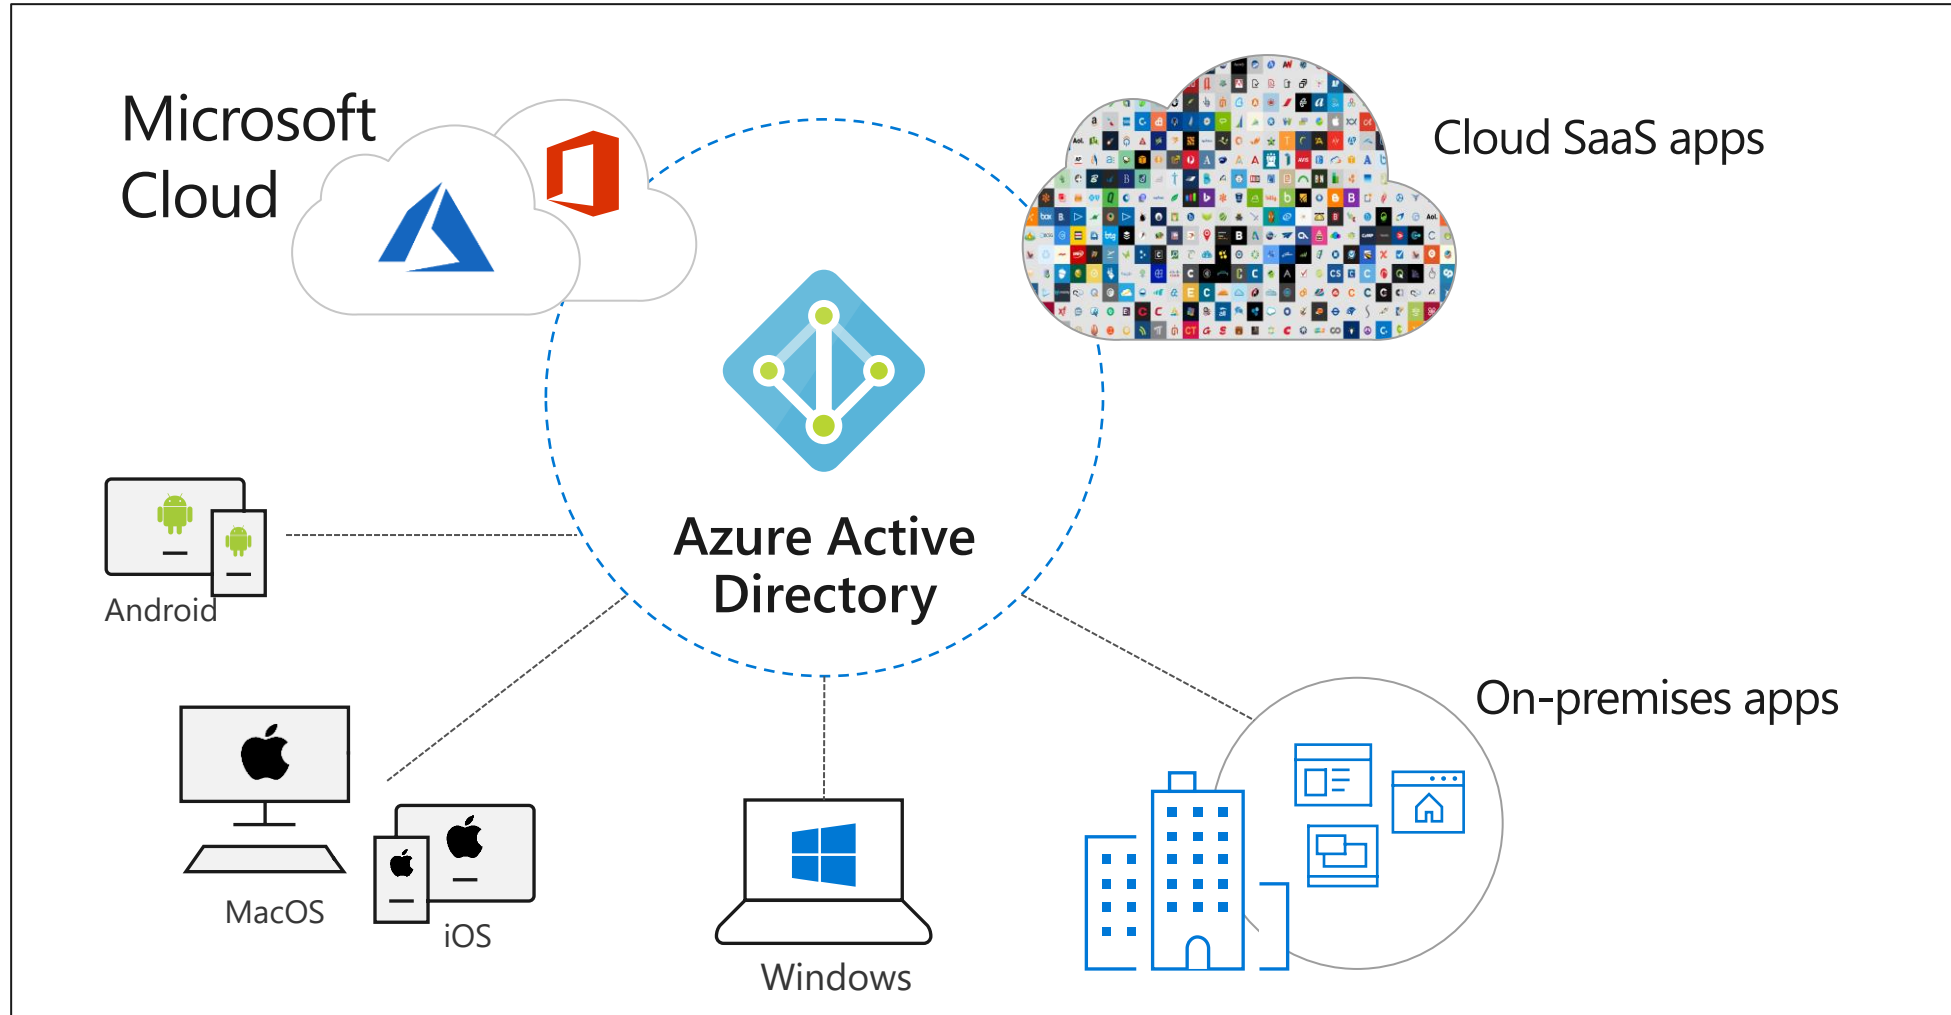 Microsoft
Cloud
Cloud SaaS apps
Azure Active
Directory
Android
On-premises apps
MacOS
iOS
Windows